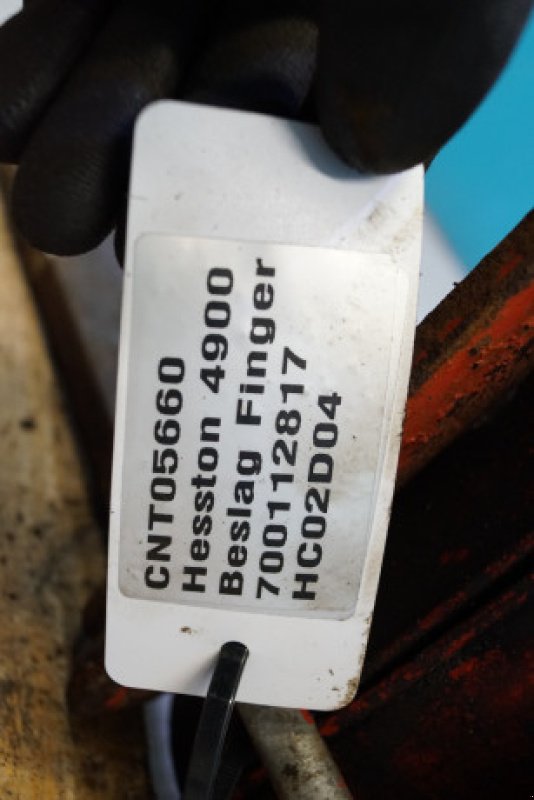 CNT05660
Hesston 4900
Beslag Finger
700112817
HC02D04